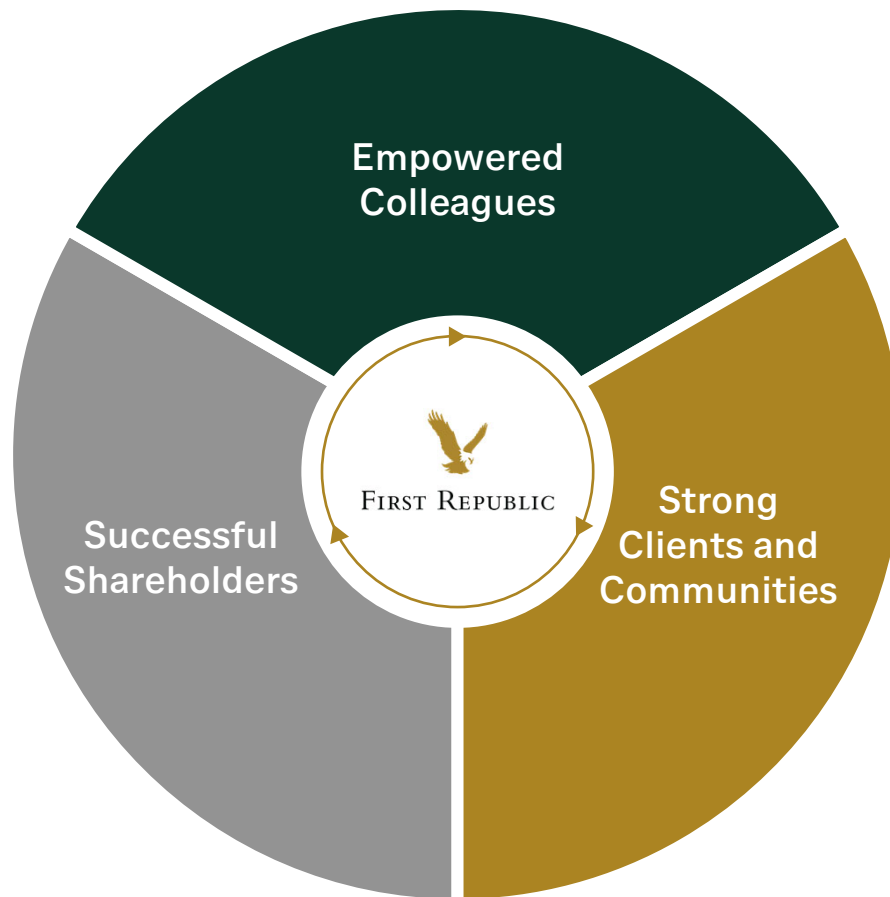 Empowered
Colleagues
FIRST REPUBLIC
Strong
Clients and
Communities
Successful
Shareholders